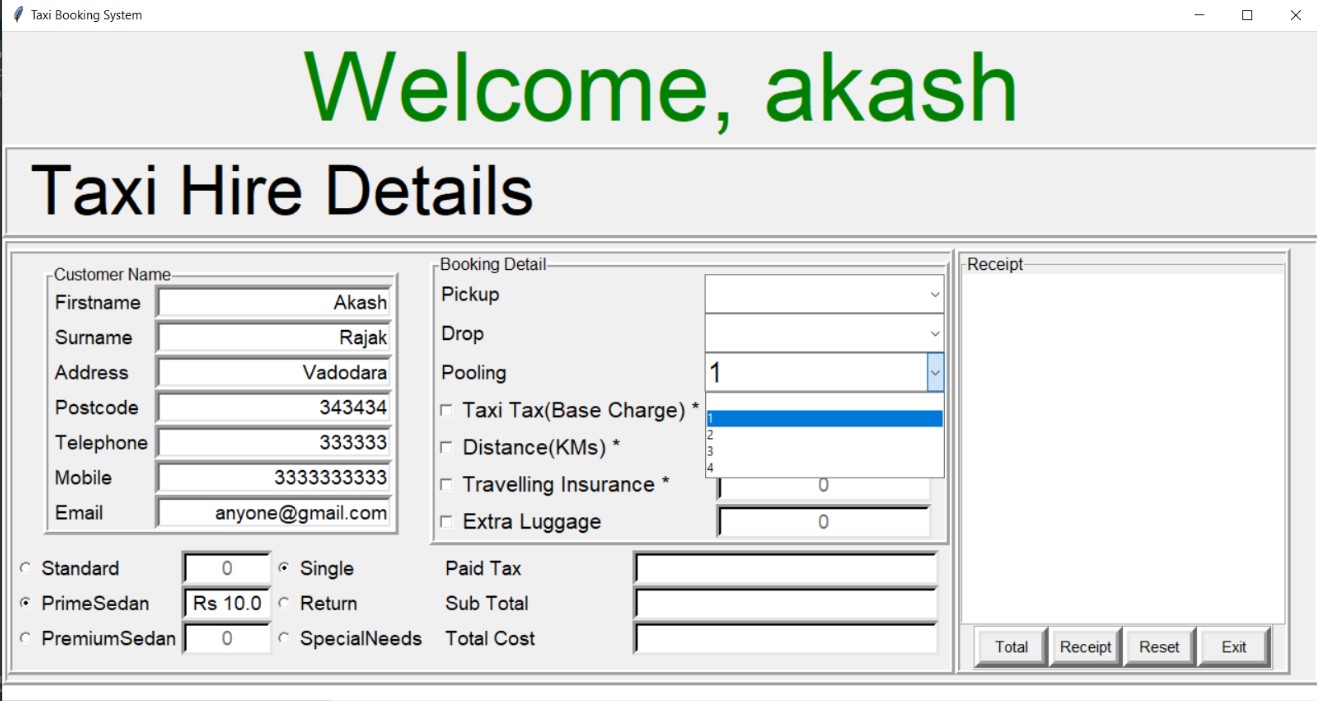 Taxi Booking System
Welcome, akash
Taxi Hire Details
Customer Name
Firstname Akash
Surname Rajak
Address Vadodara
Postcode 343434
Telephone 333333
Mobile 3333333333
Email anyone@gmail.com
Booking Detail
Pickup
Drop
Pooling 1
1
2
3
4
Taxi Tax(Base Charge) *
Distance(KMs) *
Travelling Insurance * 0
Extra Luggage 0
Standard 0 Single
PrimeSedan Rs 10.0 Return
PremiumSedan 0 SpecialNeeds
Paid Tax
Sub Total
Total Cost
Receipt
Total Receipt Reset Exit